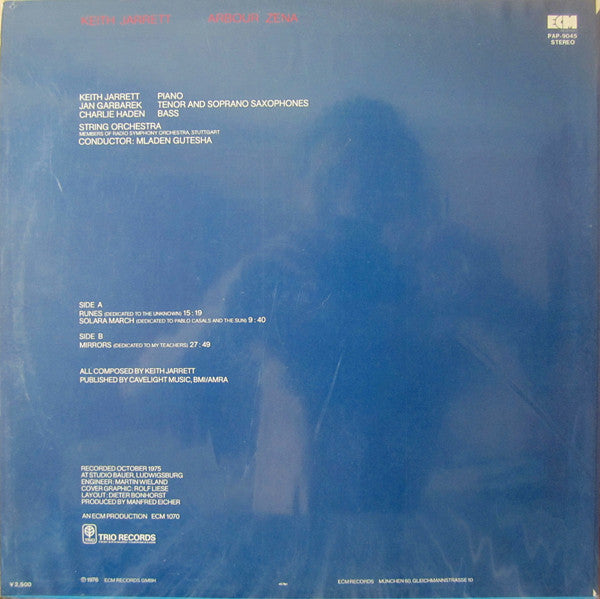 KEITH JARRETT ARBOUR ZENA
ECM
PAP-9045
STEREO
KEITH JARRETT PIANO
JAN GARBAREK TENOR AND SOPRANO SAXOPHONES
CHARLIE HADEN BASS
STRING ORCHESTRA
MEMBERS OF RADIO SYMPHONY ORCHESTRA, STUTTGART
CONDUCTOR: MLADEN GUTESHA
SIDE A
RUNES (DEDICATED TO THE UNKNOWN) 15:19
SOLARA MARCH (DEDICATED TO PABLO CASALS AND THE SUN) 9:40
SIDE B
MIRRORS (DEDICATED TO MY TEACHERS) 27:49
ALL COMPOSED BY KEITH JARRETT
PUBLISHED BY CAVELIGHT MUSIC, BMI/AMRA
RECORDED OCTOBER 1975
AT STUDIO BAUER, LUDWIGSBURG
ENGINEER: MARTIN WIELAND
COVER GRAPHIC: ROLF LIESE
LAYOUT: DIETER BONHORST
PRODUCED BY MANFRED EICHER
AN ECM PRODUCTION ECM 1070
TRIO
TRIO RECORDS
¥2,500
Ⓟ 1976 ECM RECORDS GMBH
ECM RECORDS MÜNCHEN 60, GLEICHMANNSTRASSE 10